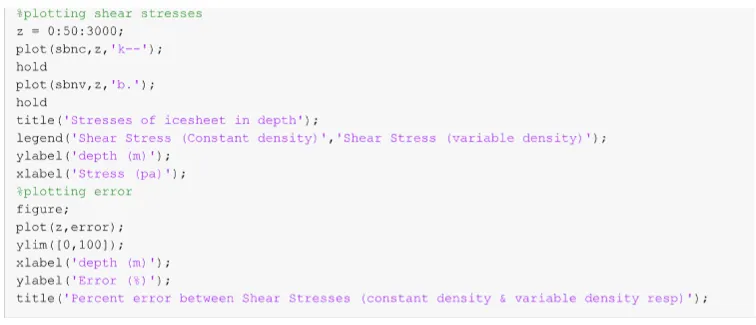 %plotting shear stresses
z = 0:50:3000;
plot(sbnc,z,'k--');
hold
plot(sbnv,z,'b.');
hold
title('Stresses of icesheet in depth');
legend('Shear Stress (Constant density)','Shear Stress (variable density)');
ylabel('depth (m)');
xlabel('Stress (pa)');
%plotting error
figure;
plot(z,error);
ylim([0,100]);
xlabel('depth (m)');
ylabel('Error (%)');
title('Percent error between Shear Stresses (constant density & variable density resp)');